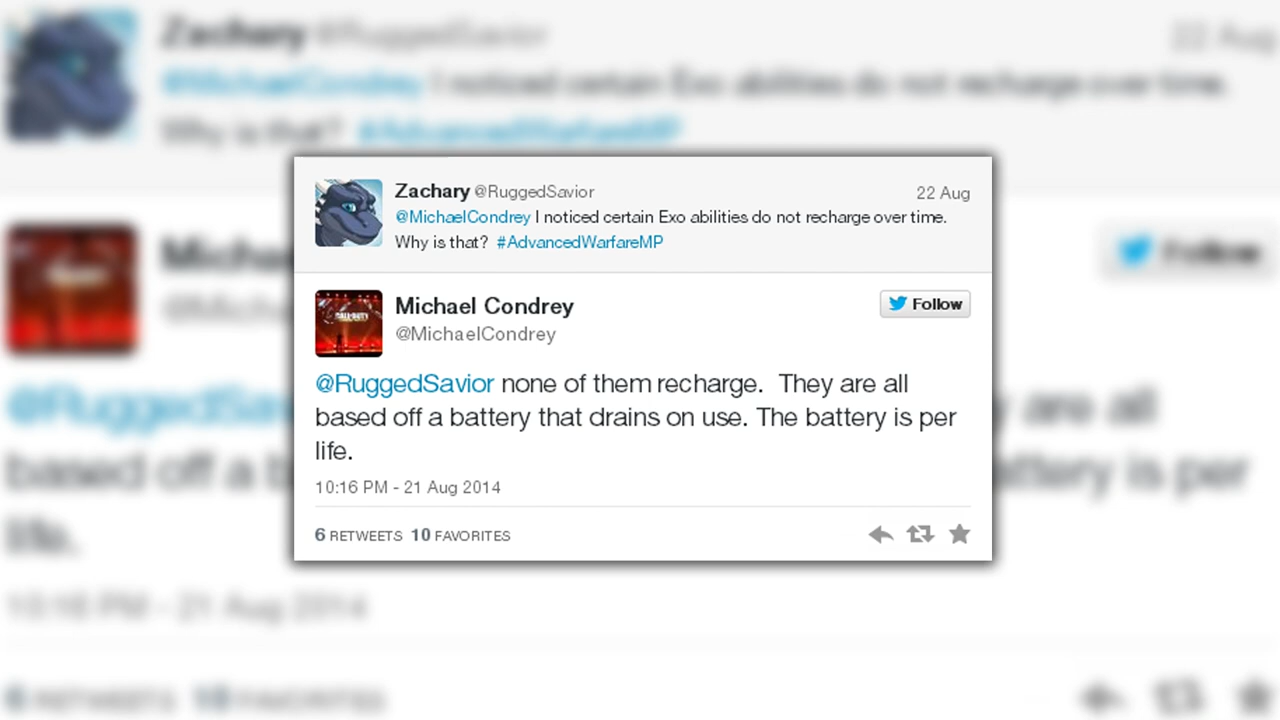 Zachary @RuggedSavior 22 Aug
@MichaelCondrey I noticed certain Exo abilities do not recharge over time.
Why is that? #AdvancedWarfareMP
Michael Condrey
@MichaelCondrey
Follow
@RuggedSavior none of them recharge. They are all
based off a battery that drains on use. The battery is per
life.
10:16 PM - 21 Aug 2014
6 RETWEETS 10 FAVORITES